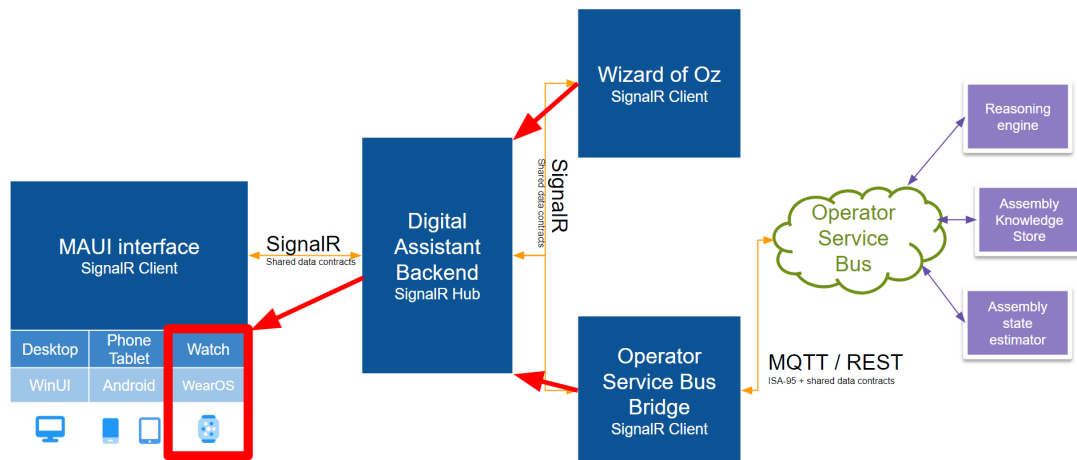 Wizard of Oz
SignalR Client
Reasoning
engine
SignalR
Shared data contracts
Digital
Assistant
Backend
SignalR Hub
MAUI interface
SignalR Client
SignalR
Shared data contracts
Operator
Service
Bus
Assembly
Knowledge
Store
Assembly
state
estimator
Desktop
Phone
Tablet
Watch
WinUI
Android
WearOS
Operator
Service Bus
Bridge
SignalR Client
MQTT / REST
ISA-95 + shared data contracts